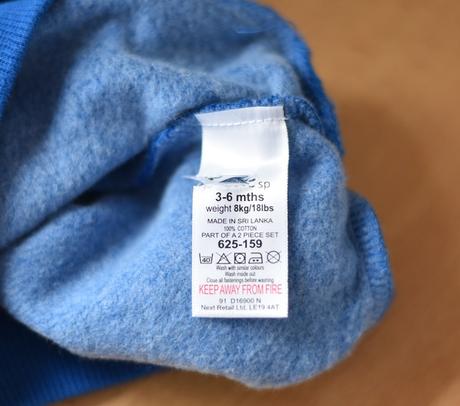 sp
3-6 mths
weight 8kg/18lbs
MADE IN SRI LANKA
100% COTTON
PART OF A 2 PIECE SET
625-159
40
Wash with similar colours
Wash inside out
Close all fastenings before washing
KEEP AWAY FROM FIRE
91 D16900 N
Next Retail Ltd. LE19 4AT